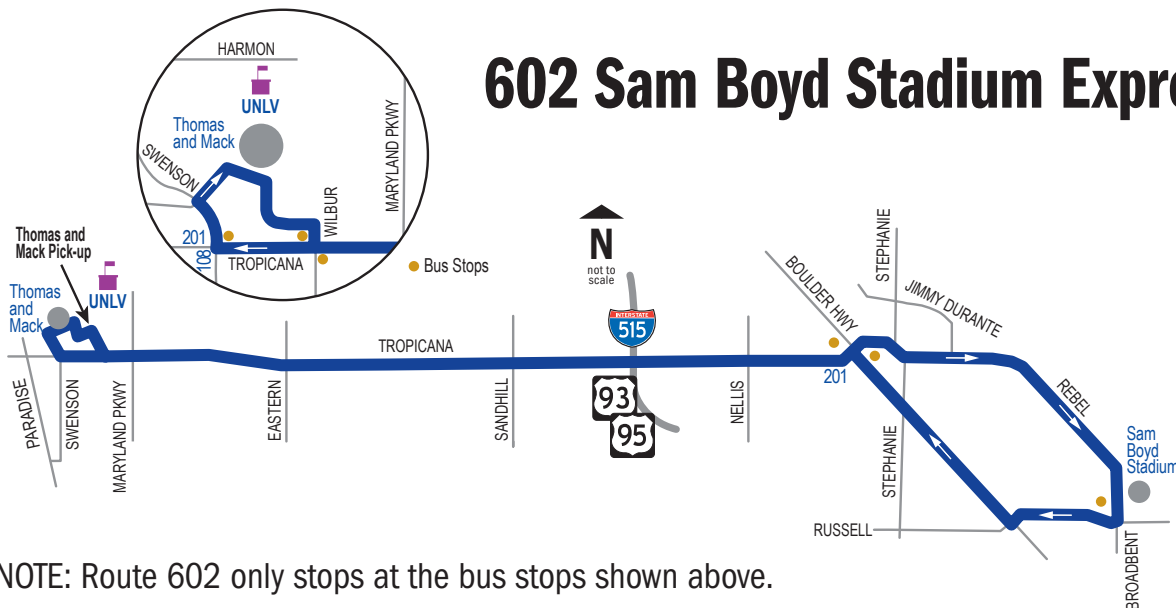 602 Sam Boyd Stadium Expre
HARMON
UNLV
Thomas
and Mack
SWENSON
MARYLAND PKWY
WILBUR
201
108
TROPICANA
Bus Stops
Thomas and
Mack Pick-up
Thomas
and
Mack
UNLV
PARADISE
SWENSON
MARYLAND PKWY
EASTERN
TROPICANA
SANDHILL
N
not to
scale
INTERSTATE
515
93
95
NELLIS
BOULDER HWY
201
STEPHANIE
JIMMY DURANTE
REBEL
STEPHANIE
Sam
Boyd
Stadium
RUSSELL
BROADBENT
NOTE: Route 602 only stops at the bus stops shown above.